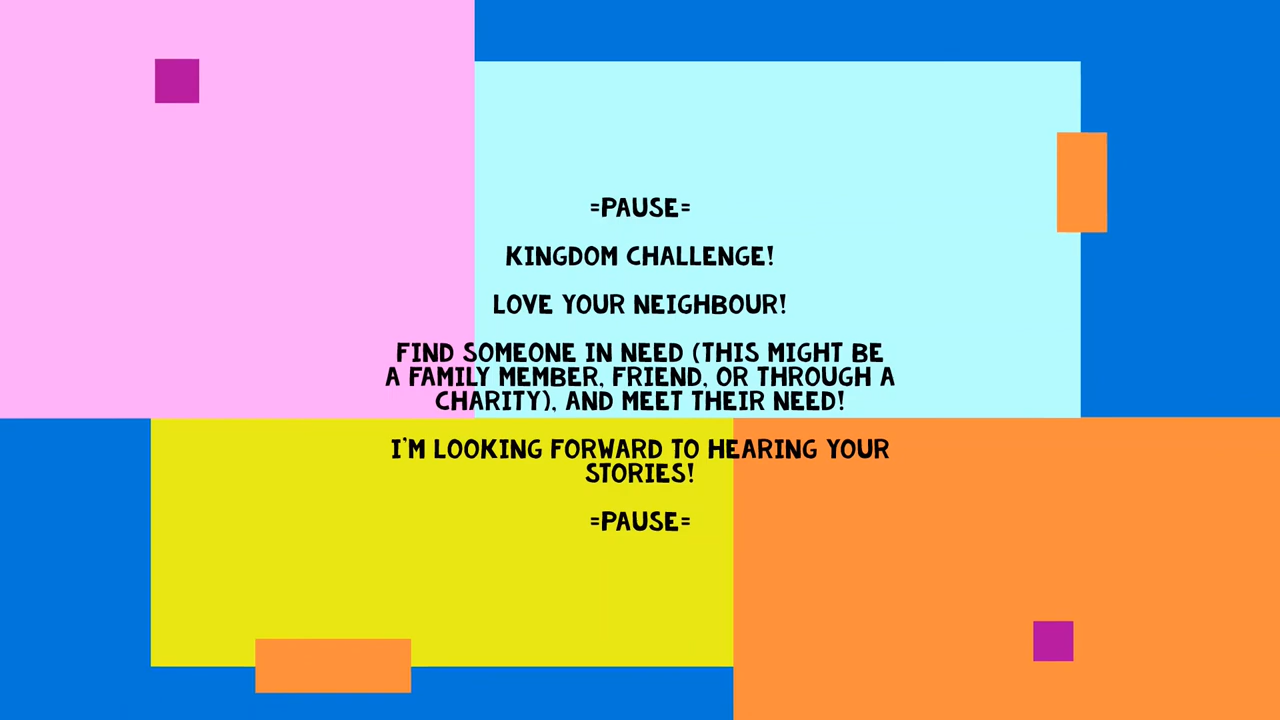 =PAUSE=
KINGDOM CHALLENGE!
LOVE YOUR NEIGHBOUR!
FIND SOMEONE IN NEED (THIS MIGHT BE
A FAMILY MEMBER, FRIEND, OR THROUGH A
CHARITY), AND MEET THEIR NEED!
I'M LOOKING FORWARD TO HEARING YOUR
STORIES!
=PAUSE=